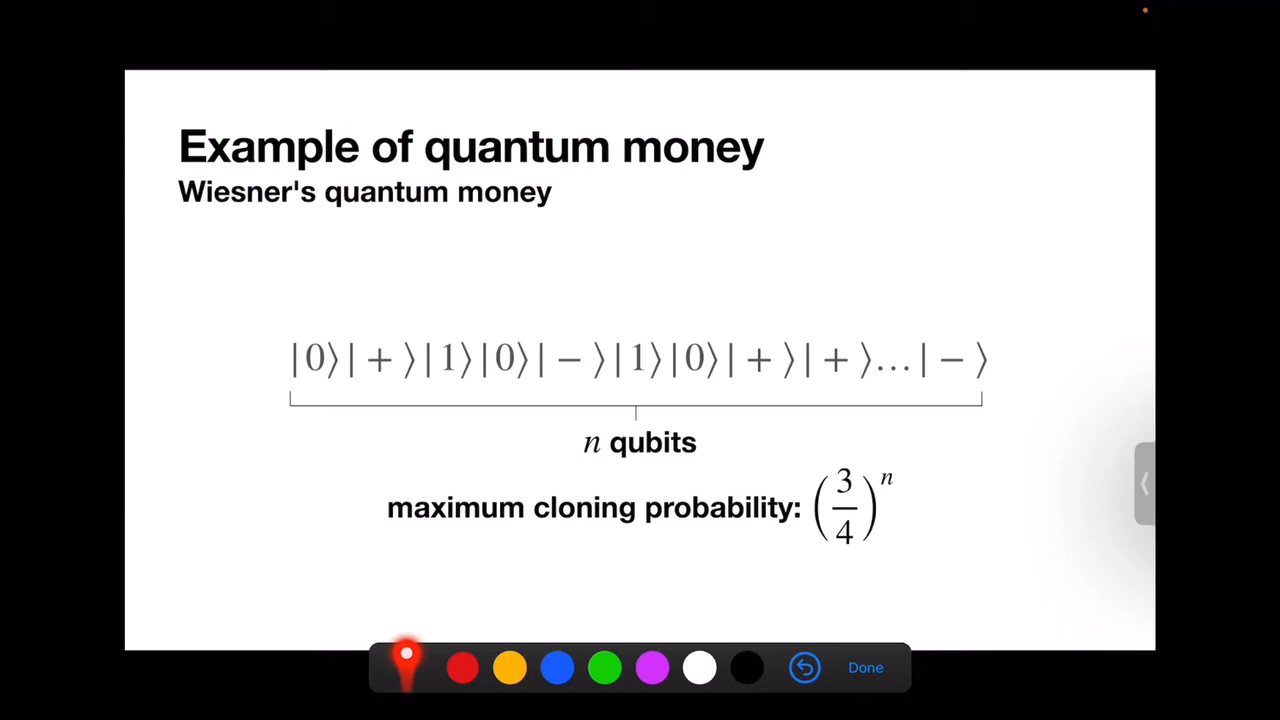 Example of quantum money
Wiesner's quantum money
|0⟩|+⟩|1⟩|0⟩|−⟩|1⟩|0⟩|+⟩|+⟩…|−⟩
n qubits
maximum cloning probability: (3/4)^n
Done